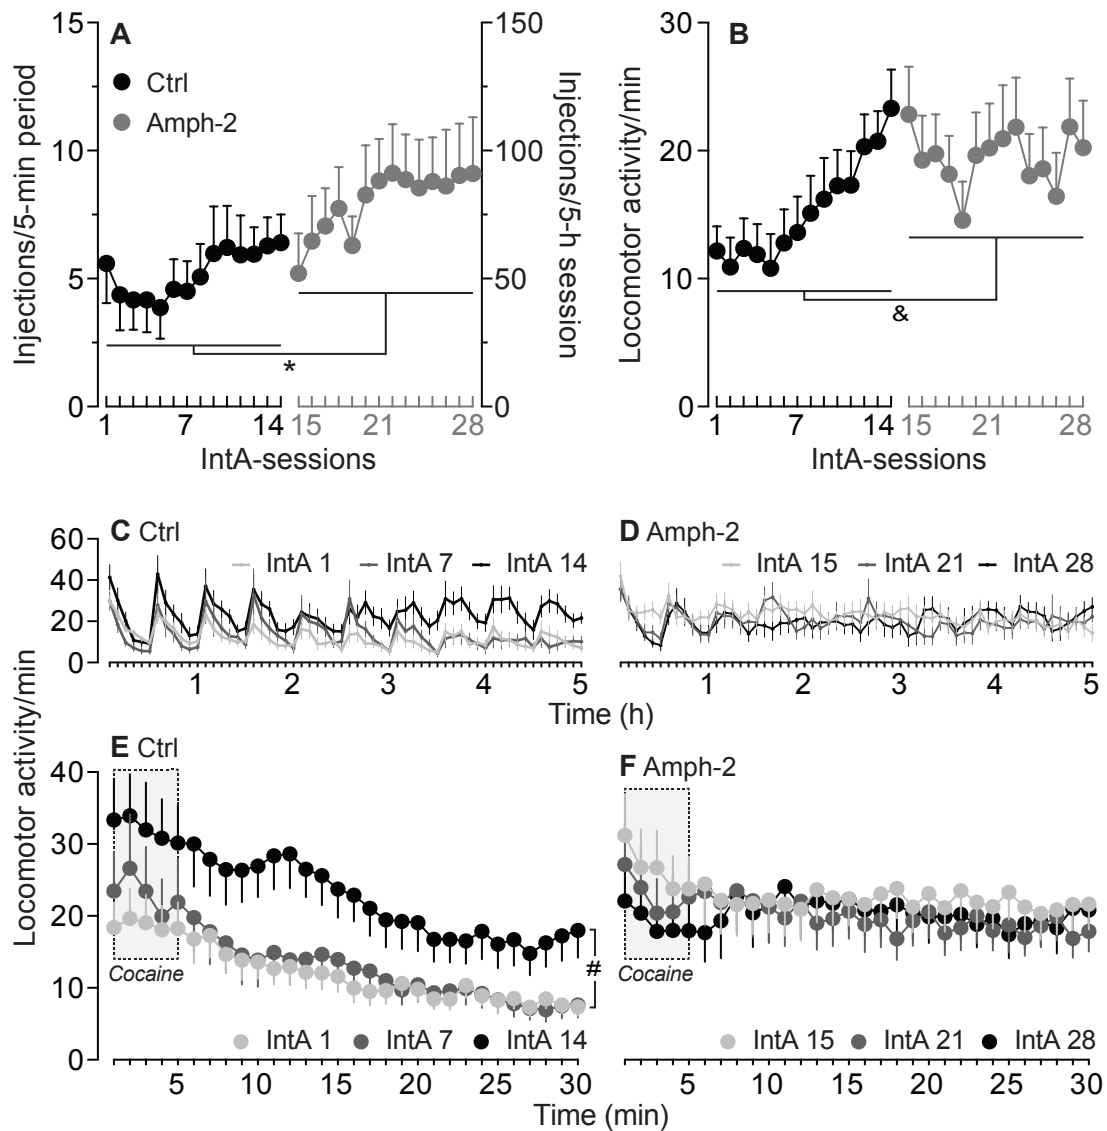 A
Ctrl
Amph-2
Injections/5-min period
Injections/5-h session
15
10
5
0
150
100
50
0
1 7 14 15 21 28
IntA-sessions
*
B
Locomotor activity/min
30
20
10
0
1 7 14 15 21 28
IntA-sessions
&
C Ctrl
IntA 1 IntA 7 IntA 14
60
40
20
0
1 2 3 4 5
D Amph-2
IntA 15 IntA 21 IntA 28
1 2 3 4 5
Time (h)
Locomotor activity/min
E Ctrl
40
30
20
10
0
Cocaine
#
IntA 1 IntA 7 IntA 14
5 10 15 20 25 30
F Amph-2
Cocaine
IntA 15 IntA 21 IntA 28
5 10 15 20 25 30
Time (min)